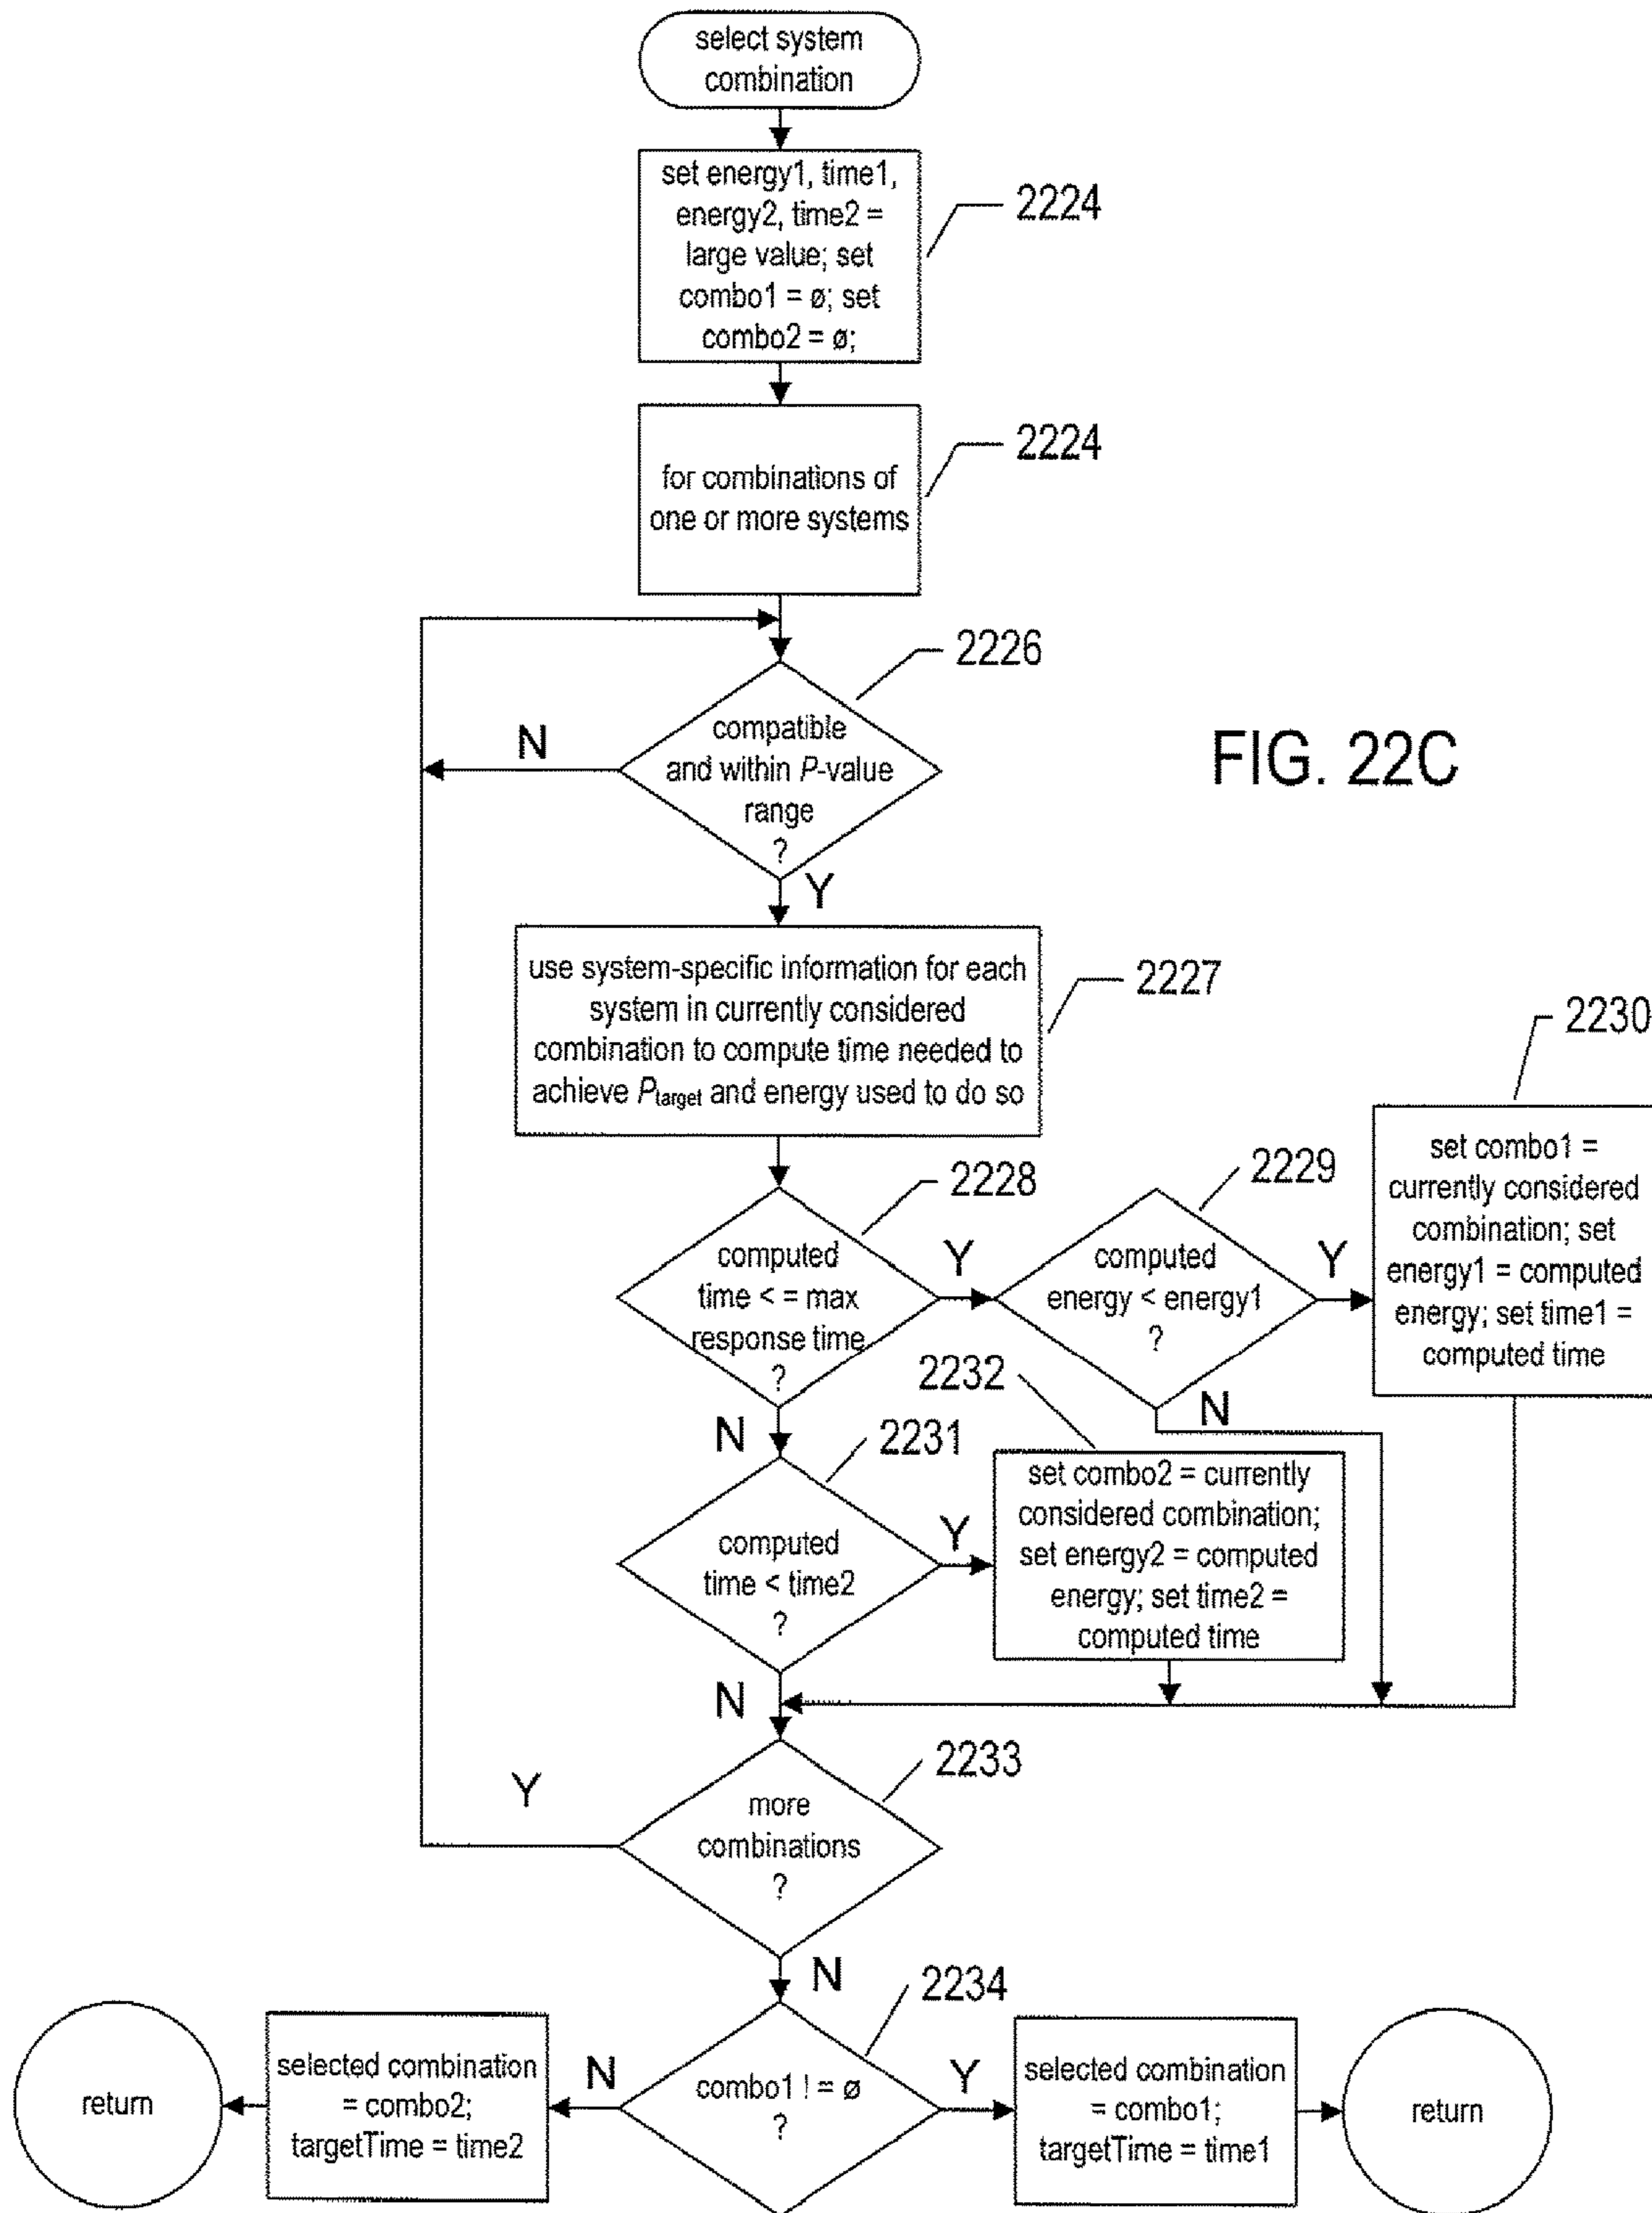 select system
combination
set energy1, time1,
energy2, time2 =
large value; set
combo1 = ø; set
combo2 = ø;
2224
for combinations of
one or more systems
2224
2226
compatible
and within P-value
range
?
N
Y
FIG. 22C
use system-specific information for each
system in currently considered
combination to compute time needed to
achieve Ptarget and energy used to do so
2227
2228
computed
time < = max
response time
?
Y
N
2229
computed
energy < energy1
?
Y
N
2230
set combo1 =
currently considered
combination; set
energy1 = computed
energy; set time1 =
computed time
2231
computed
time < time2
?
Y
N
2232
set combo2 = currently
considered combination;
set energy2 = computed
energy; set time2 =
computed time
2233
more
combinations
?
Y
N
2234
combo1 ! = ø
?
N
Y
selected combination
= combo2;
targetTime = time2
return
selected combination
= combo1;
targetTime = time1
return